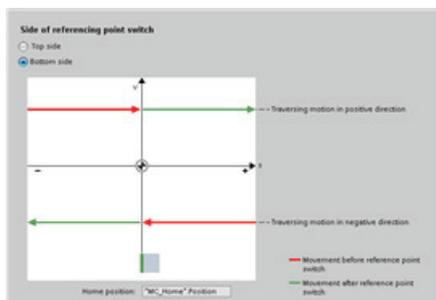 Side of referencing point switch
Top side
Bottom side
v
Traversing motion in positive direction
x
−
+
Traversing motion in negative direction
Movement before reference point
switch
Movement after reference point
switch
Home position: "MC_Home".Position